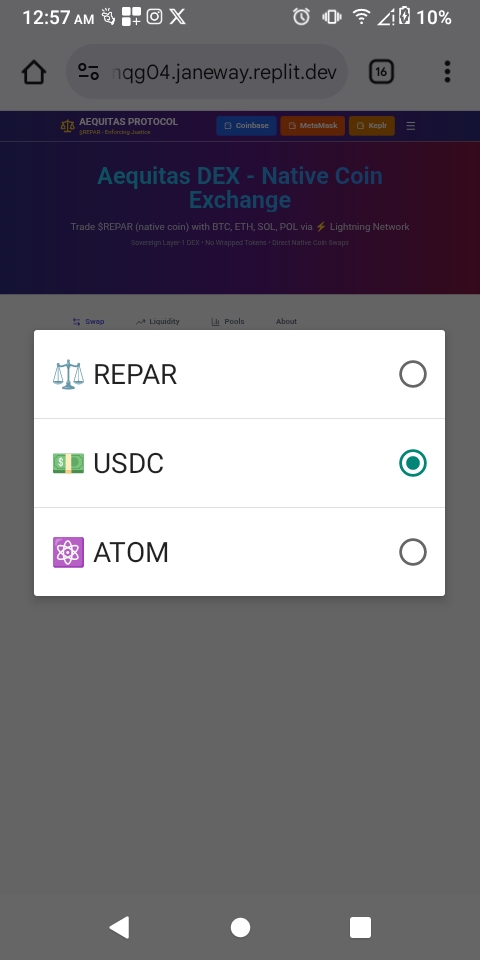 12:57 AM
10%
nqg04.janeway.replit.dev
16
AEQUITAS PROTOCOL
$REPAR - Enforcing Justice
Coinbase
MetaMask
Keplr
Aequitas DEX - Native Coin
Exchange
Trade $REPAR (native coin) with BTC, ETH, SOL, POL via ⚡ Lightning Network
Sovereign Layer-1 DEX • No Wrapped Tokens • Direct Native Coin Swaps
Swap
Liquidity
Pools
About
REPAR
USDC
ATOM